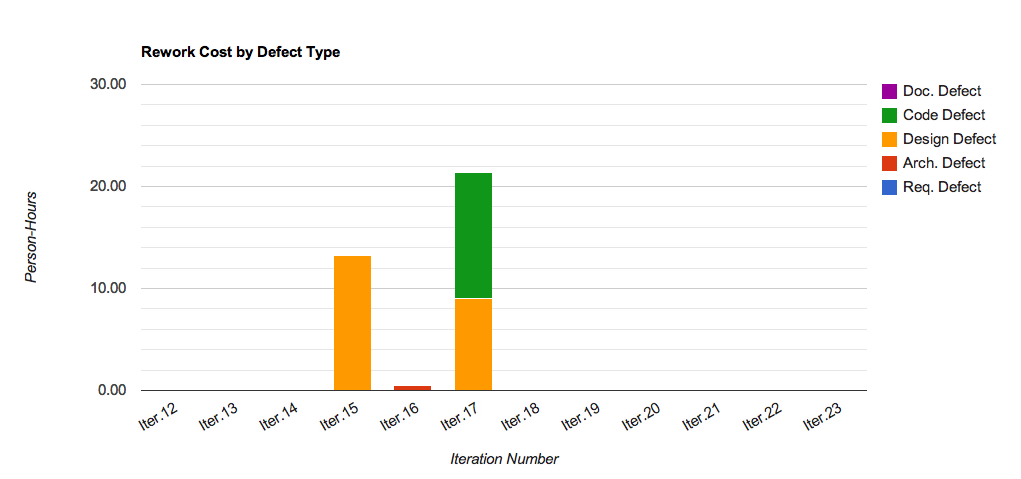 Rework Cost by Defect Type
30.00
20.00
10.00
0.00
Person-Hours
Iter.12
Iter.13
Iter.14
Iter.15
Iter.16
Iter.17
Iter.18
Iter.19
Iter.20
Iter.21
Iter.22
Iter.23
Iteration Number
Doc. Defect
Code Defect
Design Defect
Arch. Defect
Req. Defect